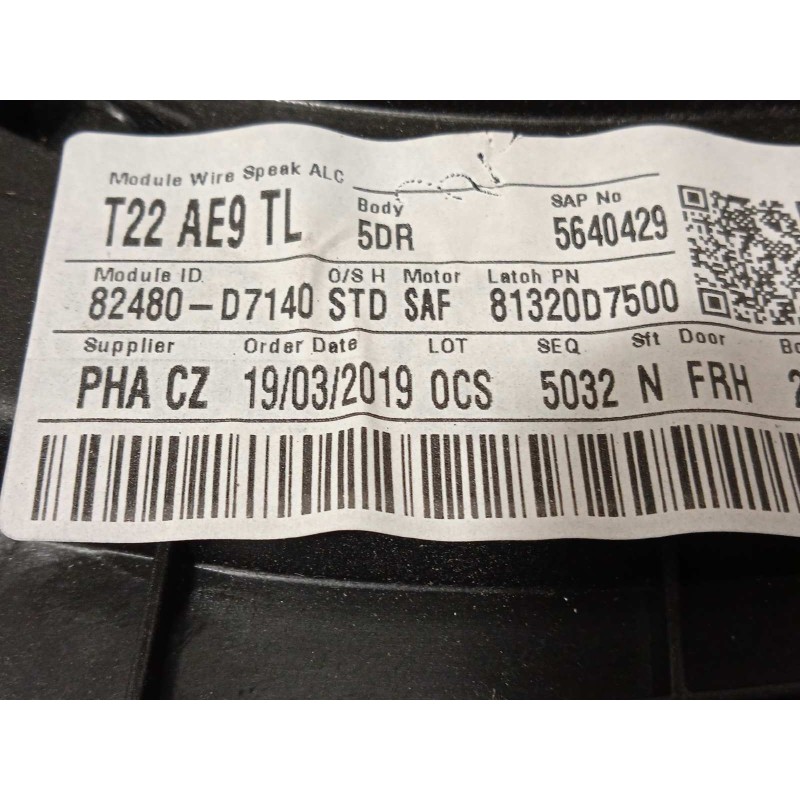 Module Wire Speak ALC
T22 AE9 TL
Body
5DR
SAP No
5640429
Module ID O/S H Motor Latch PN
82480-D7140 STD SAF 81320D7500
Supplier Order Date LOT SEQ Sft Door
PHA CZ 19/03/2019 0CS 5032 N FRH